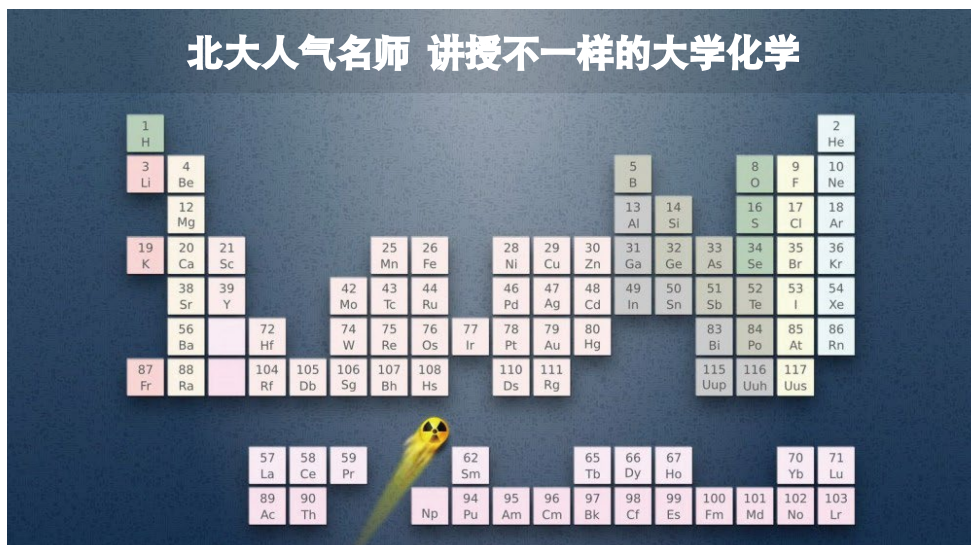 北大人气名师 讲授不一样的大学化学
1 2
H He
3 4 5 8 9 10
Li Be B O F Ne
12 13 14 16 17 18
Mg Al Si S Cl Ar
19 20 21 25 26 28 29 30 31 32 33 34 35 36
K Ca Sc Mn Fe Ni Cu Zn Ga Ge As Se Br Kr
38 39 42 43 44 46 47 48 49 50 51 52 53 54
Sr Y Mo Tc Ru Pd Ag Cd In Sn Sb Te I Xe
56 72 74 75 76 77 78 79 80 83 84 85 86
Ba Hf W Re Os Ir Pt Au Hg Bi Po At Rn
87 88 104 105 106 107 108 110 111 115 116 117
Fr Ra Rf Db Sg Bh Hs Ds Rg Uup Uuh Uus
57 58 59 62 65 66 67 70 71
La Ce Pr Sm Tb Dy Ho Yb Lu
89 90 94 95 96 97 98 99 100 101 102 103
Ac Th Np Pu Am Cm Bk Cf Es Fm Md No Lr